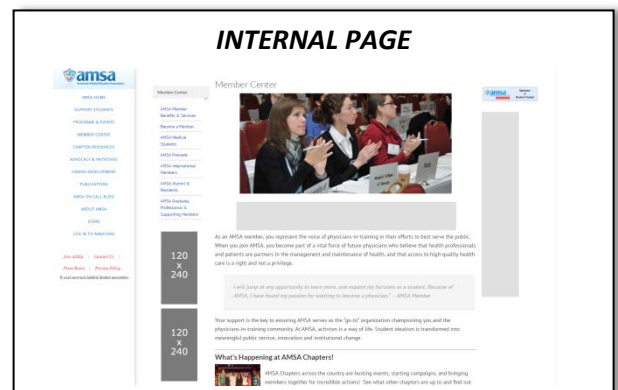 INTERNAL PAGE
amsa
AMSA HOME
SUPPORT STUDENTS
PROGRAMS & EVENTS
MEMBER CENTER
CHAPTER RESOURCES
ADVOCACY & INITIATIVES
CAREER DEVELOPMENT
PUBLICATIONS
AMSA ON CALL BLOG
ABOUT AMSA
STORE
LOG IN TO AMSA.ORG
Join AMSA | Contact Us |
Press Room | Privacy Policy
Member Center
AMSA Member
Benefits & Services
Become a Member
AMSA Medical
Students
AMSA Premeds
AMSA International
Members
AMSA Alumni &
Residents
AMSA Graduate,
Professional &
Supporting Members
120
x
240
120
x
240
Member Center
As an AMSA member, you represent the voice of physicians-in-training in their efforts to best serve the public.
When you join AMSA, you become part of a vital force of future physicians who believe that health professionals
and patients are partners in the management and maintenance of health, and that access to high quality health
care is a right and not a privilege.
I will jump at any opportunity to learn more, and expand my horizons as a student. Because of
AMSA, I have found my passion for wanting to become a physician." - AMSA Member
Your support is the key to ensuring AMSA serves as the "go to" organization championing you and the
physicians-in-training community. At AMSA, activism is a way of life. Student idealism is transformed into
meaningful public service, innovation and institutional change.
What's Happening at AMSA Chapters!
AMSA Chapters across the country are hosting events, starting campaigns, and bringing
members together for incredible actions! See what other chapters are up to and find out
amsa